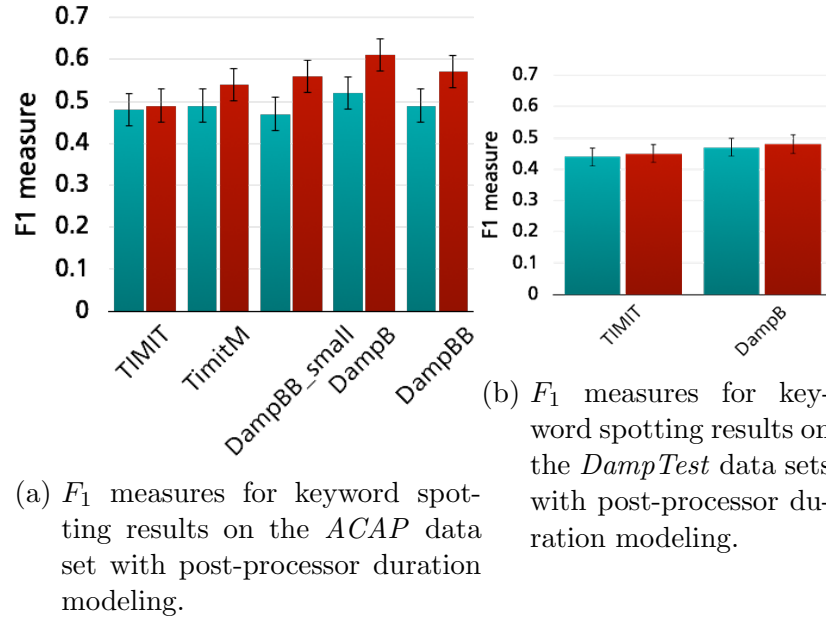 0.7
0.6
0.5
0.4
0.3
0.2
0.1
0
F1 measure
TIMIT
TimitM
DampBB_small
DampB
DampBB
(a) F1 measures for keyword spot-
ting results on the ACAP data
set with post-processor duration
modeling.
0.7
0.6
0.5
0.4
0.3
0.2
0.1
0
F1 measure
TIMIT
DampB
(b) F1 measures for key-
word spotting results on
the DampTest data sets
with post-processor du-
ration modeling.